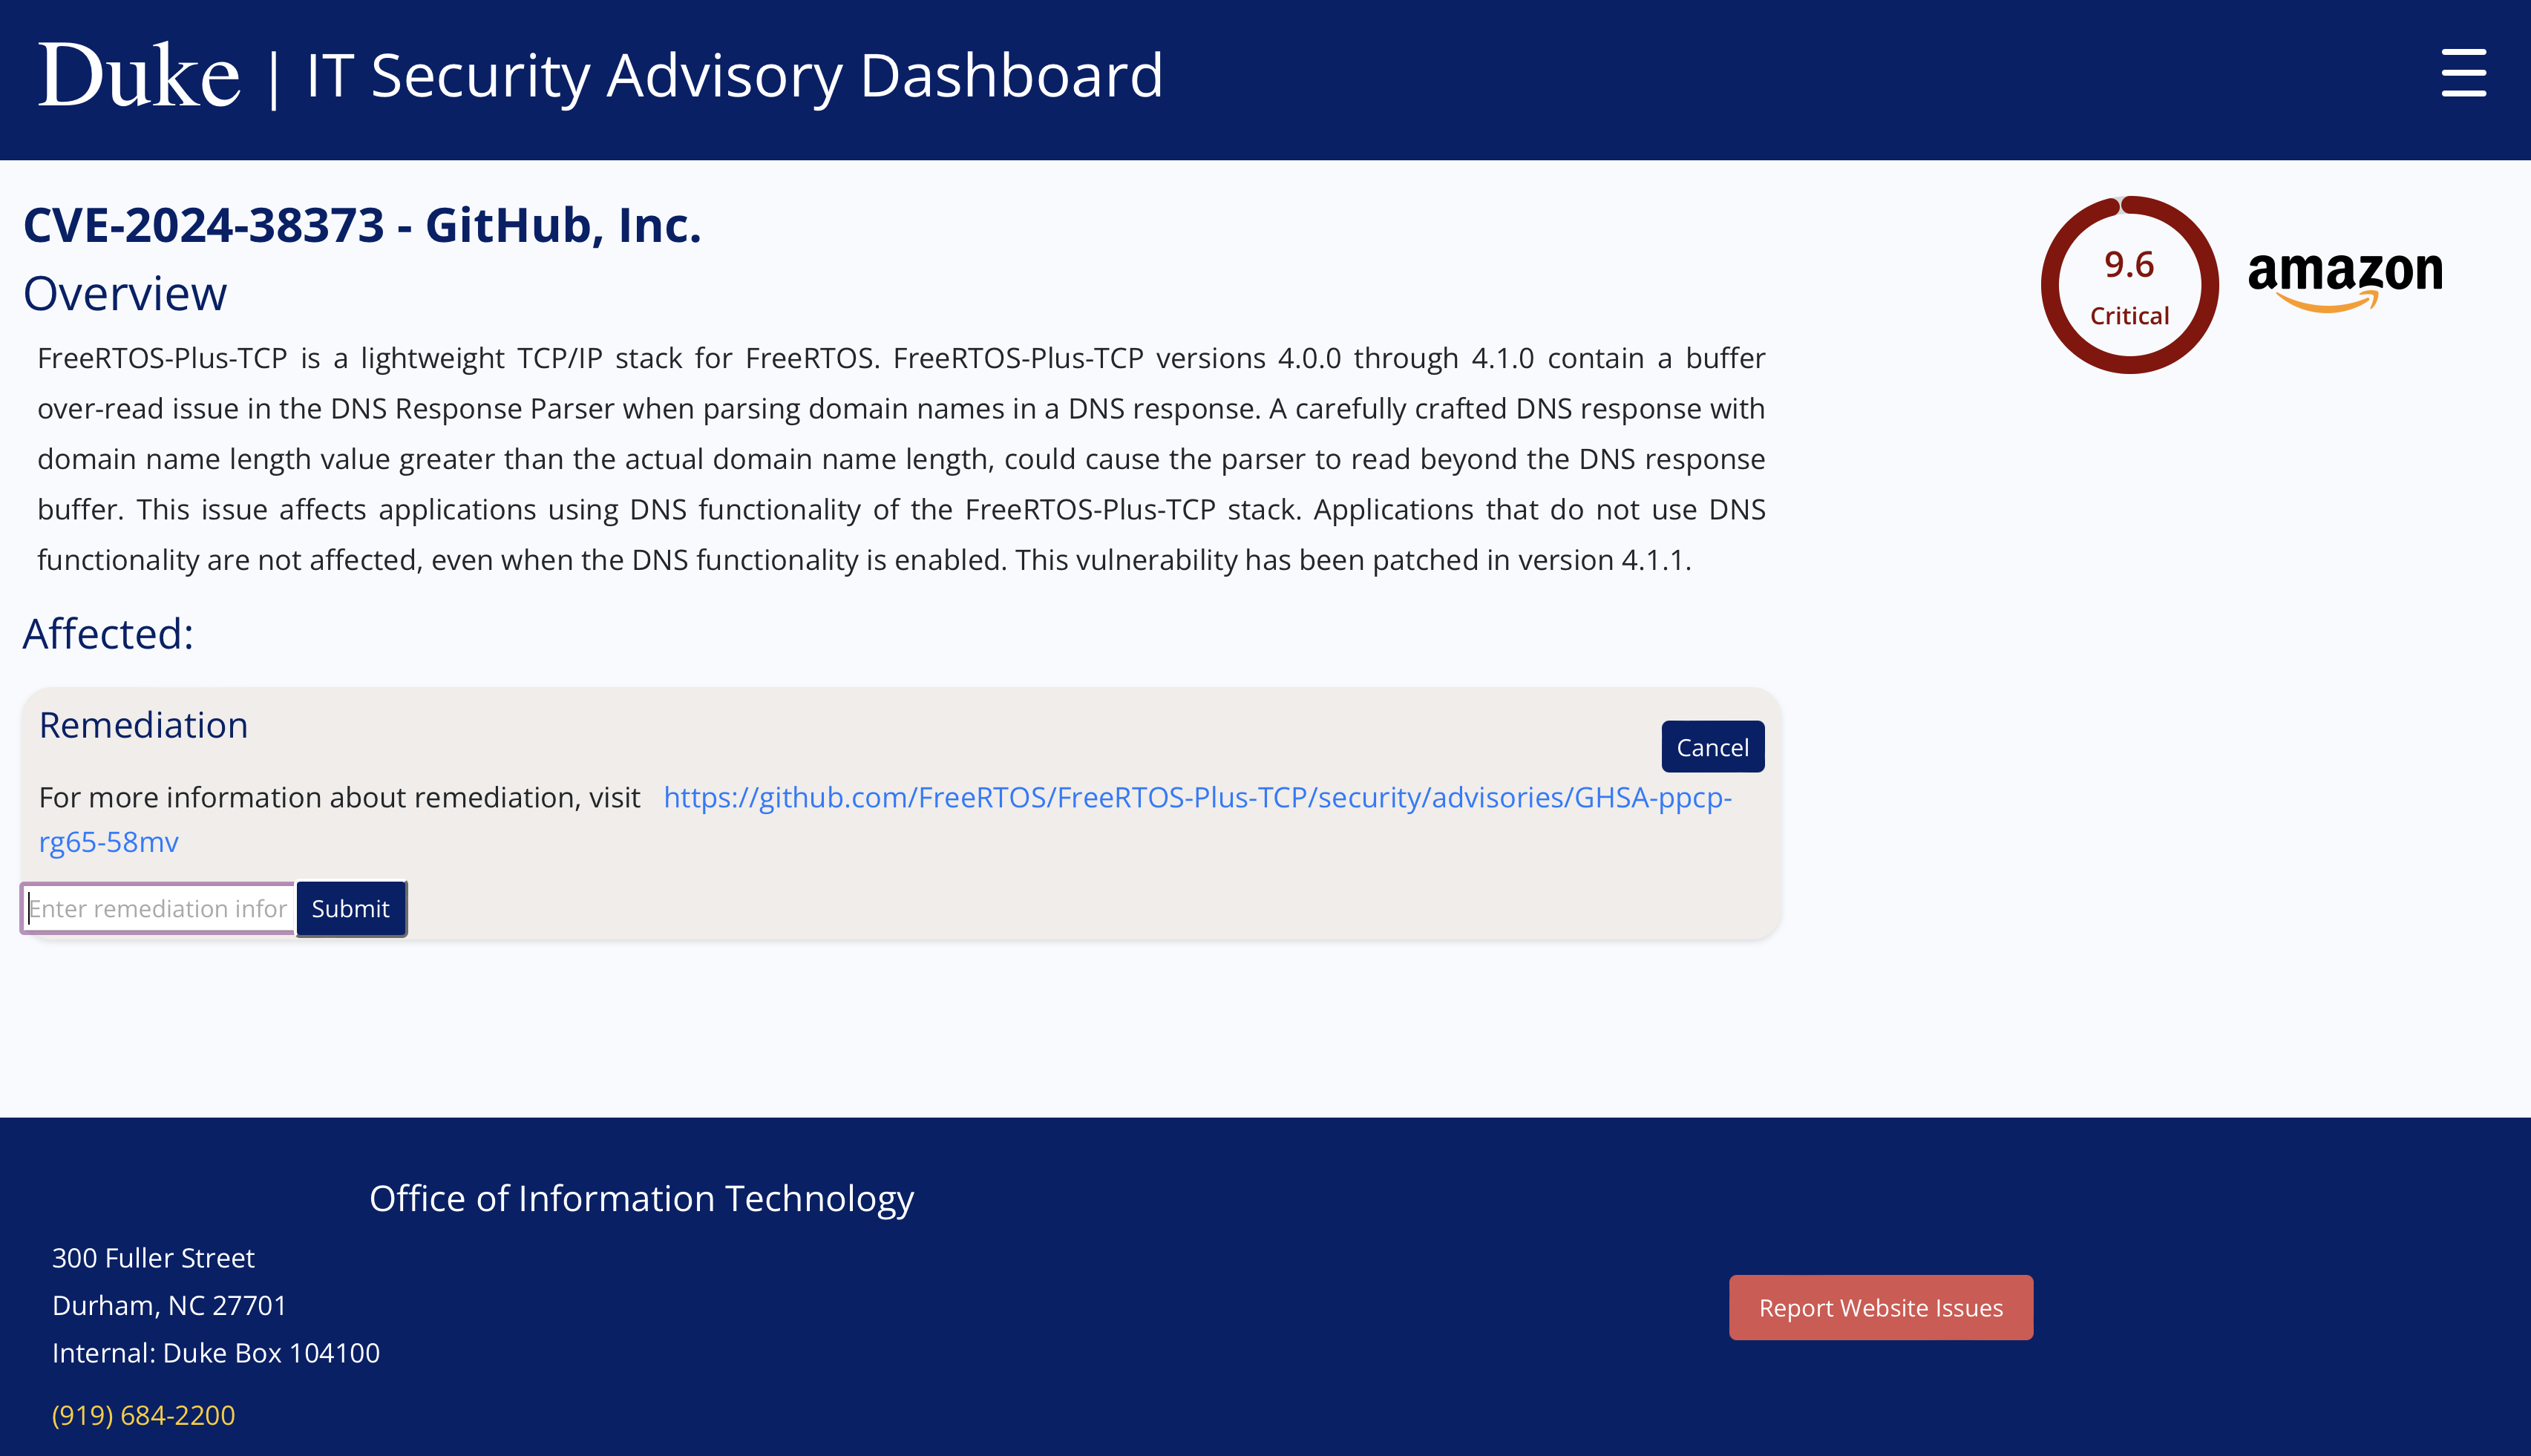 Duke | IT Security Advisory Dashboard
CVE-2024-38373 - GitHub, Inc.
Overview
9.6
Critical
amazon
FreeRTOS-Plus-TCP is a lightweight TCP/IP stack for FreeRTOS. FreeRTOS-Plus-TCP versions 4.0.0 through 4.1.0 contain a buffer
over-read issue in the DNS Response Parser when parsing domain names in a DNS response. A carefully crafted DNS response with
domain name length value greater than the actual domain name length, could cause the parser to read beyond the DNS response
buffer. This issue affects applications using DNS functionality of the FreeRTOS-Plus-TCP stack. Applications that do not use DNS
functionality are not affected, even when the DNS functionality is enabled. This vulnerability has been patched in version 4.1.1.
Affected:
Remediation
Cancel
For more information about remediation, visit https://github.com/FreeRTOS/FreeRTOS-Plus-TCP/security/advisories/GHSA-ppcp-
rg65-58mv
Enter remediation infor
Submit
Office of Information Technology
300 Fuller Street
Durham, NC 27701
Internal: Duke Box 104100
(919) 684-2200
Report Website Issues